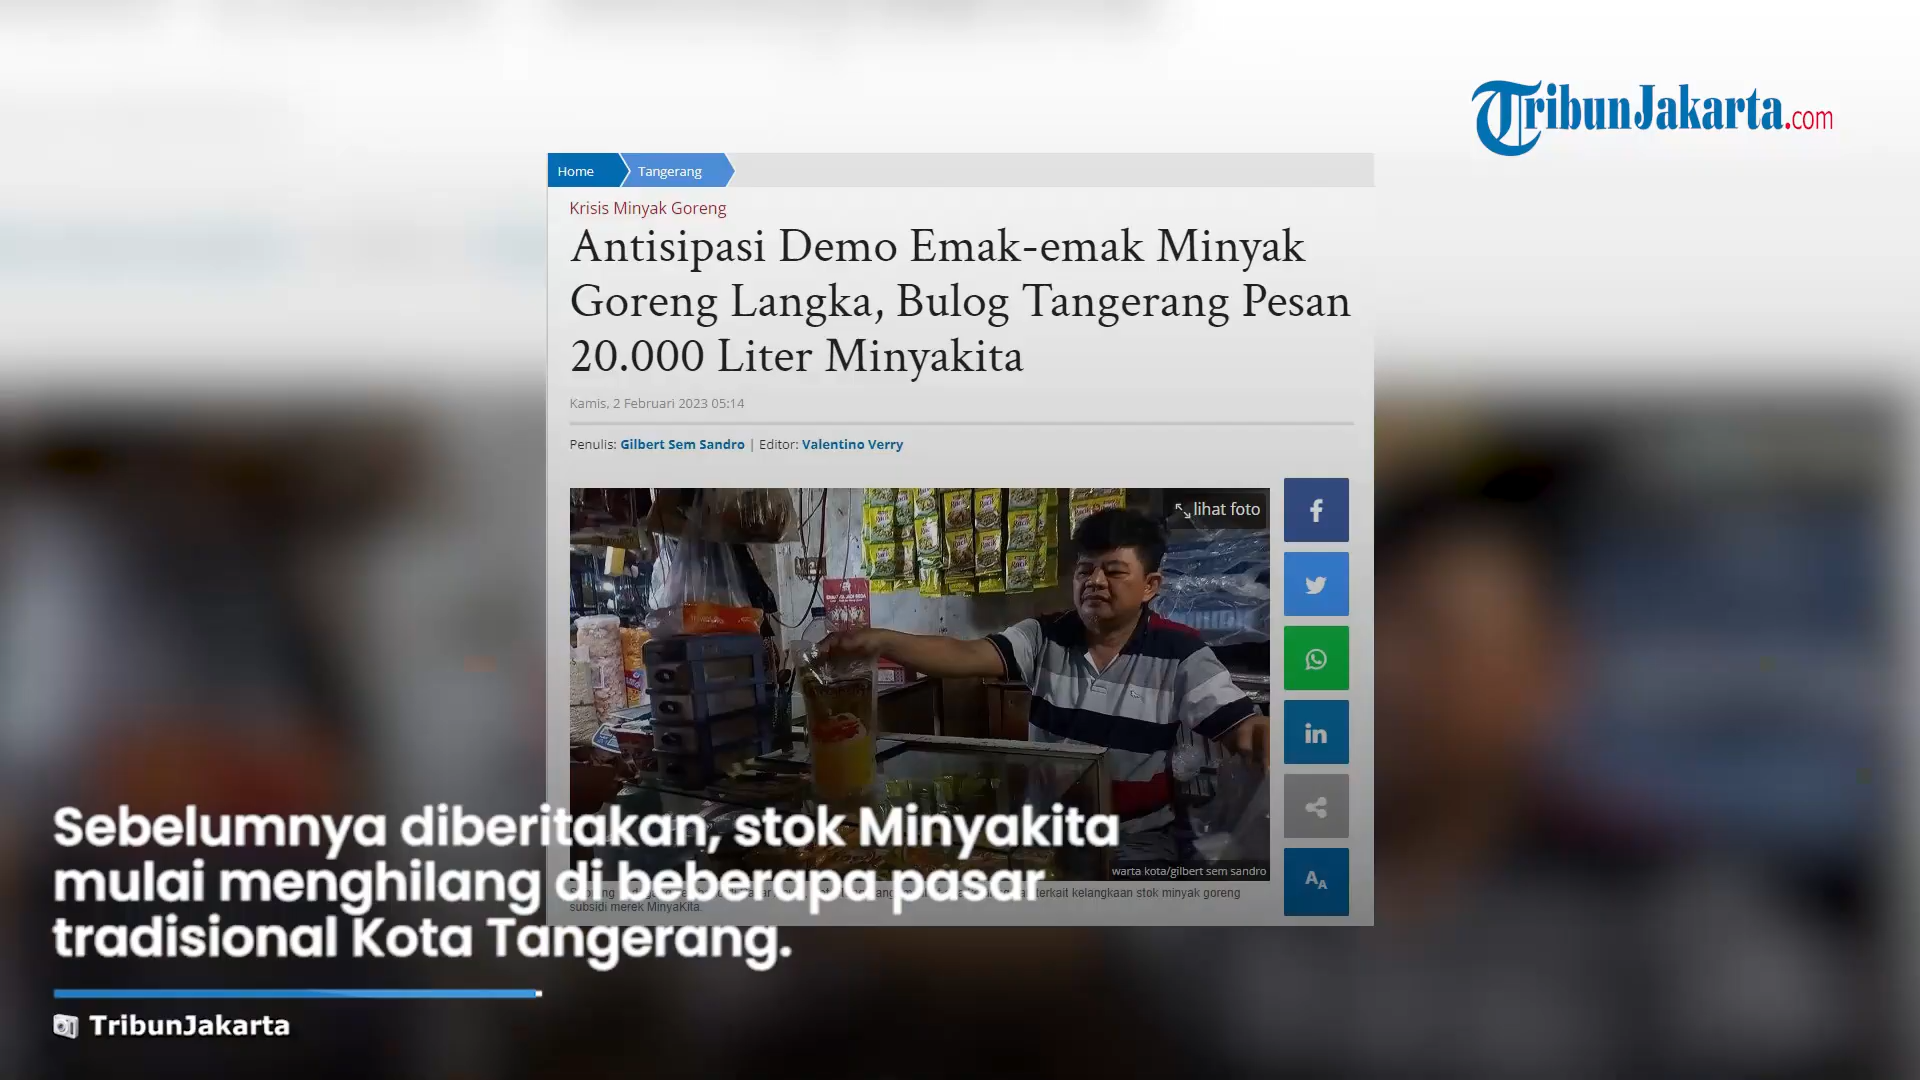 TribunJakarta.com
Home
Tangerang
Krisis Minyak Goreng
Antisipasi Demo Emak-emak Minyak
Goreng Langka, Bulog Tangerang Pesan
20.000 Liter Minyakita
Kamis, 2 Februari 2023 05:14
Penulis: Gilbert Sem Sandro | Editor: Valentino Verry
lihat foto
warta kota/gilbert sem sandro
terkait kelangkaan stok minyak goreng
subsidi merek MinyaKita.
Sebelumnya diberitakan, stok Minyakita
mulai menghilang di beberapa pasar
tradisional Kota Tangerang.
TribunJakarta